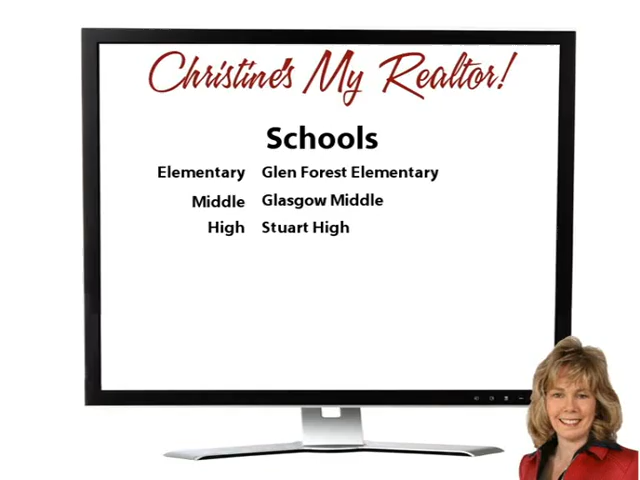 Christine's My Realtor!
Schools
Elementary Glen Forest Elementary
Middle Glasgow Middle
High Stuart High